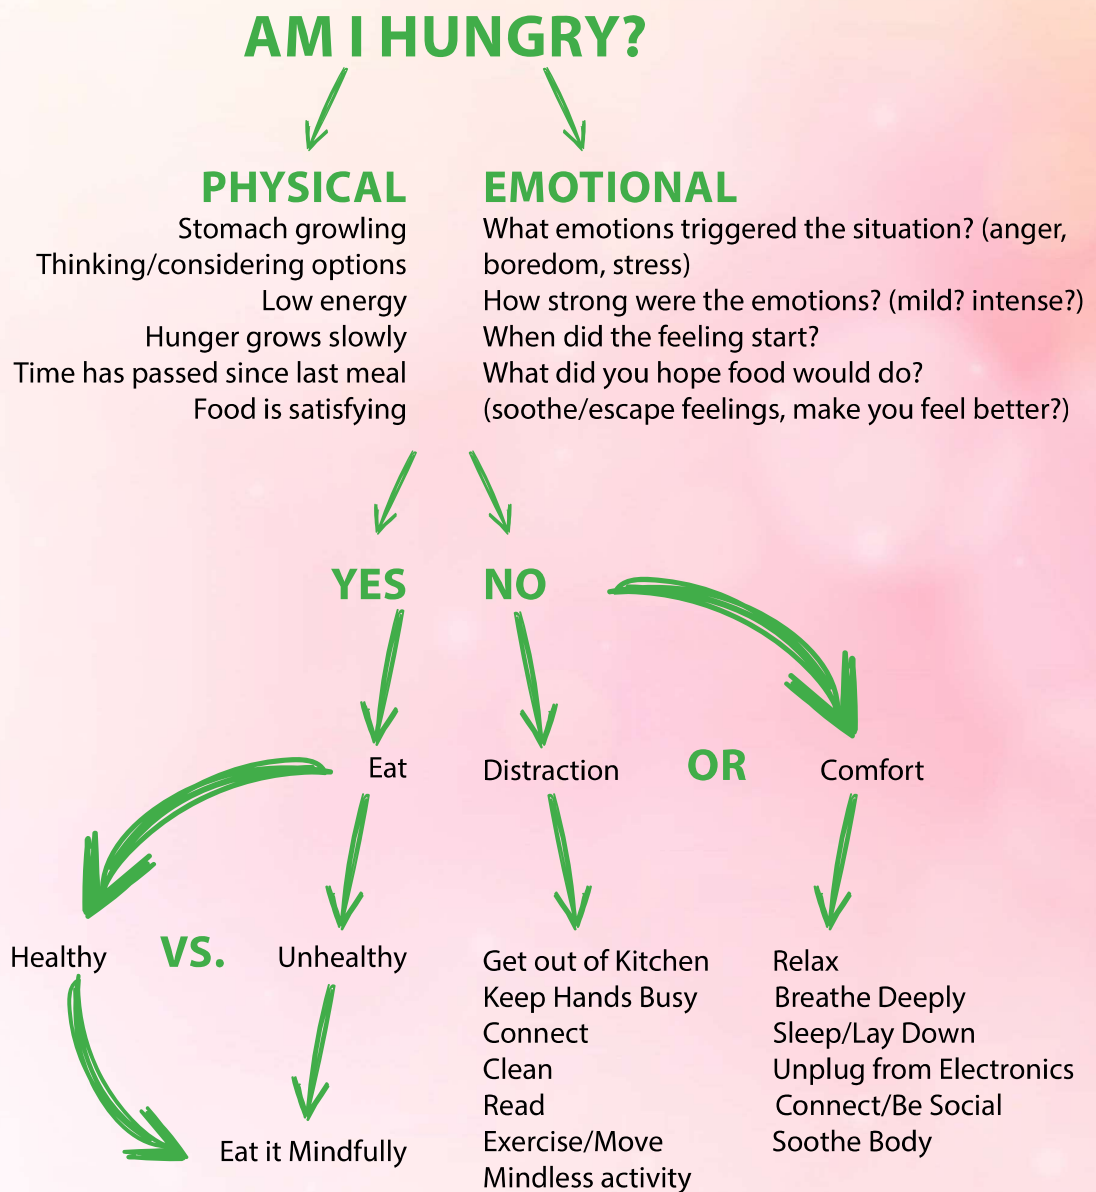 AM I HUNGRY?
PHYSICAL
Stomach growling
Thinking/considering options
Low energy
Hunger grows slowly
Time has passed since last meal
Food is satisfying
EMOTIONAL
What emotions triggered the situation? (anger,
boredom, stress)
How strong were the emotions? (mild? intense?)
When did the feeling start?
What did you hope food would do?
(soothe/escape feelings, make you feel better?)
YES
NO
Eat
Distraction
OR
Comfort
Healthy
VS.
Unhealthy
Eat it Mindfully
Get out of Kitchen
Keep Hands Busy
Connect
Clean
Read
Exercise/Move
Mindless activity
Relax
Breathe Deeply
Sleep/Lay Down
Unplug from Electronics
Connect/Be Social
Soothe Body